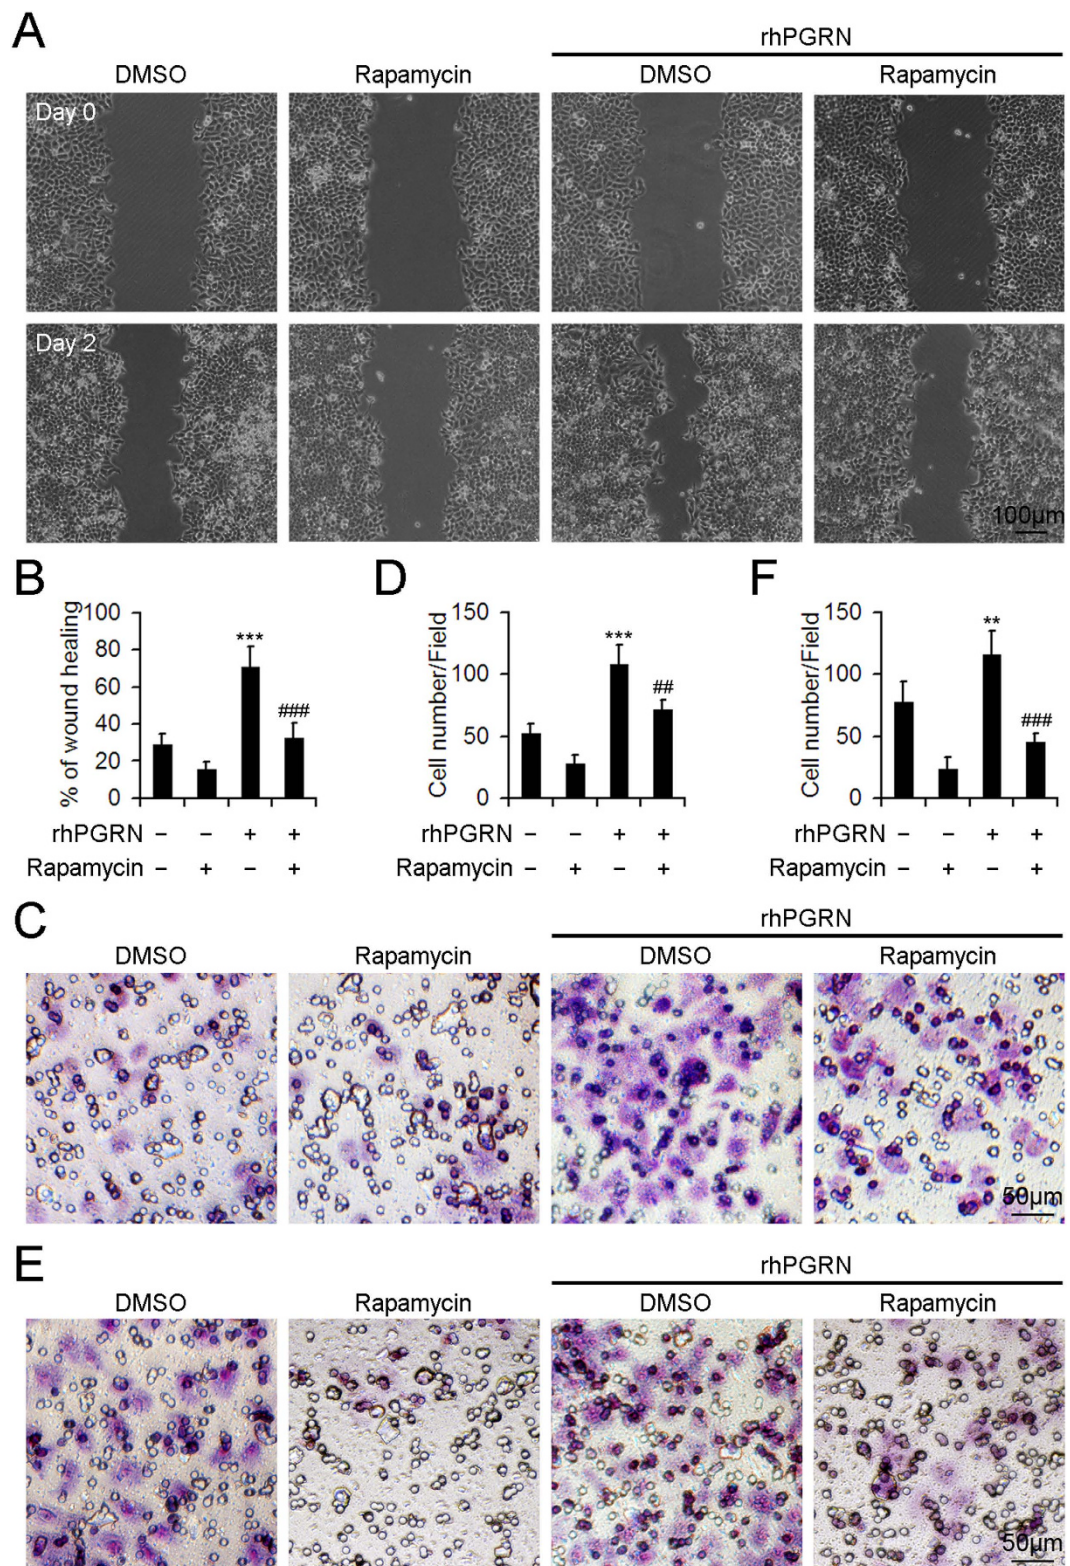 A
rhPGRN
DMSO Rapamycin DMSO Rapamycin
Day 0
Day 2
100μm
B
% of wound healing
100
80
60
40
20
0
***
###
rhPGRN – – + +
Rapamycin – + – +
D
Cell number/Field
150
100
50
0
***
##
rhPGRN – – + +
Rapamycin – + – +
F
Cell number/Field
150
100
50
0
**
###
rhPGRN – – + +
Rapamycin – + – +
C
rhPGRN
DMSO Rapamycin DMSO Rapamycin
50μm
E
rhPGRN
DMSO Rapamycin DMSO Rapamycin
50μm